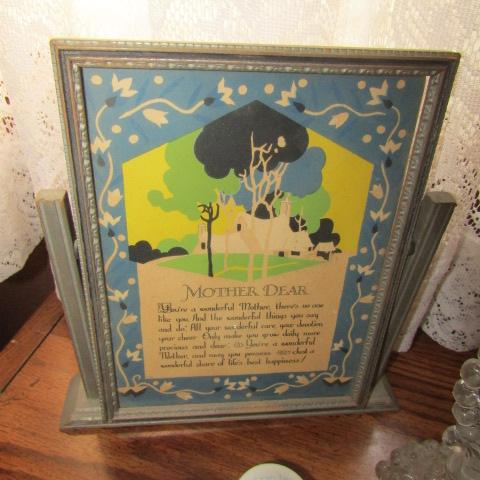 MOTHER DEAR
You're a wonderful Mother, there's no one
like you, And the wonderful things you say
and do; All your wonderful care, your devotion,
your cheer Only make you grow daily more
precious and dear; You're a wonderful
Mother, and may you possess Just a
wonderful share of life's best happiness!